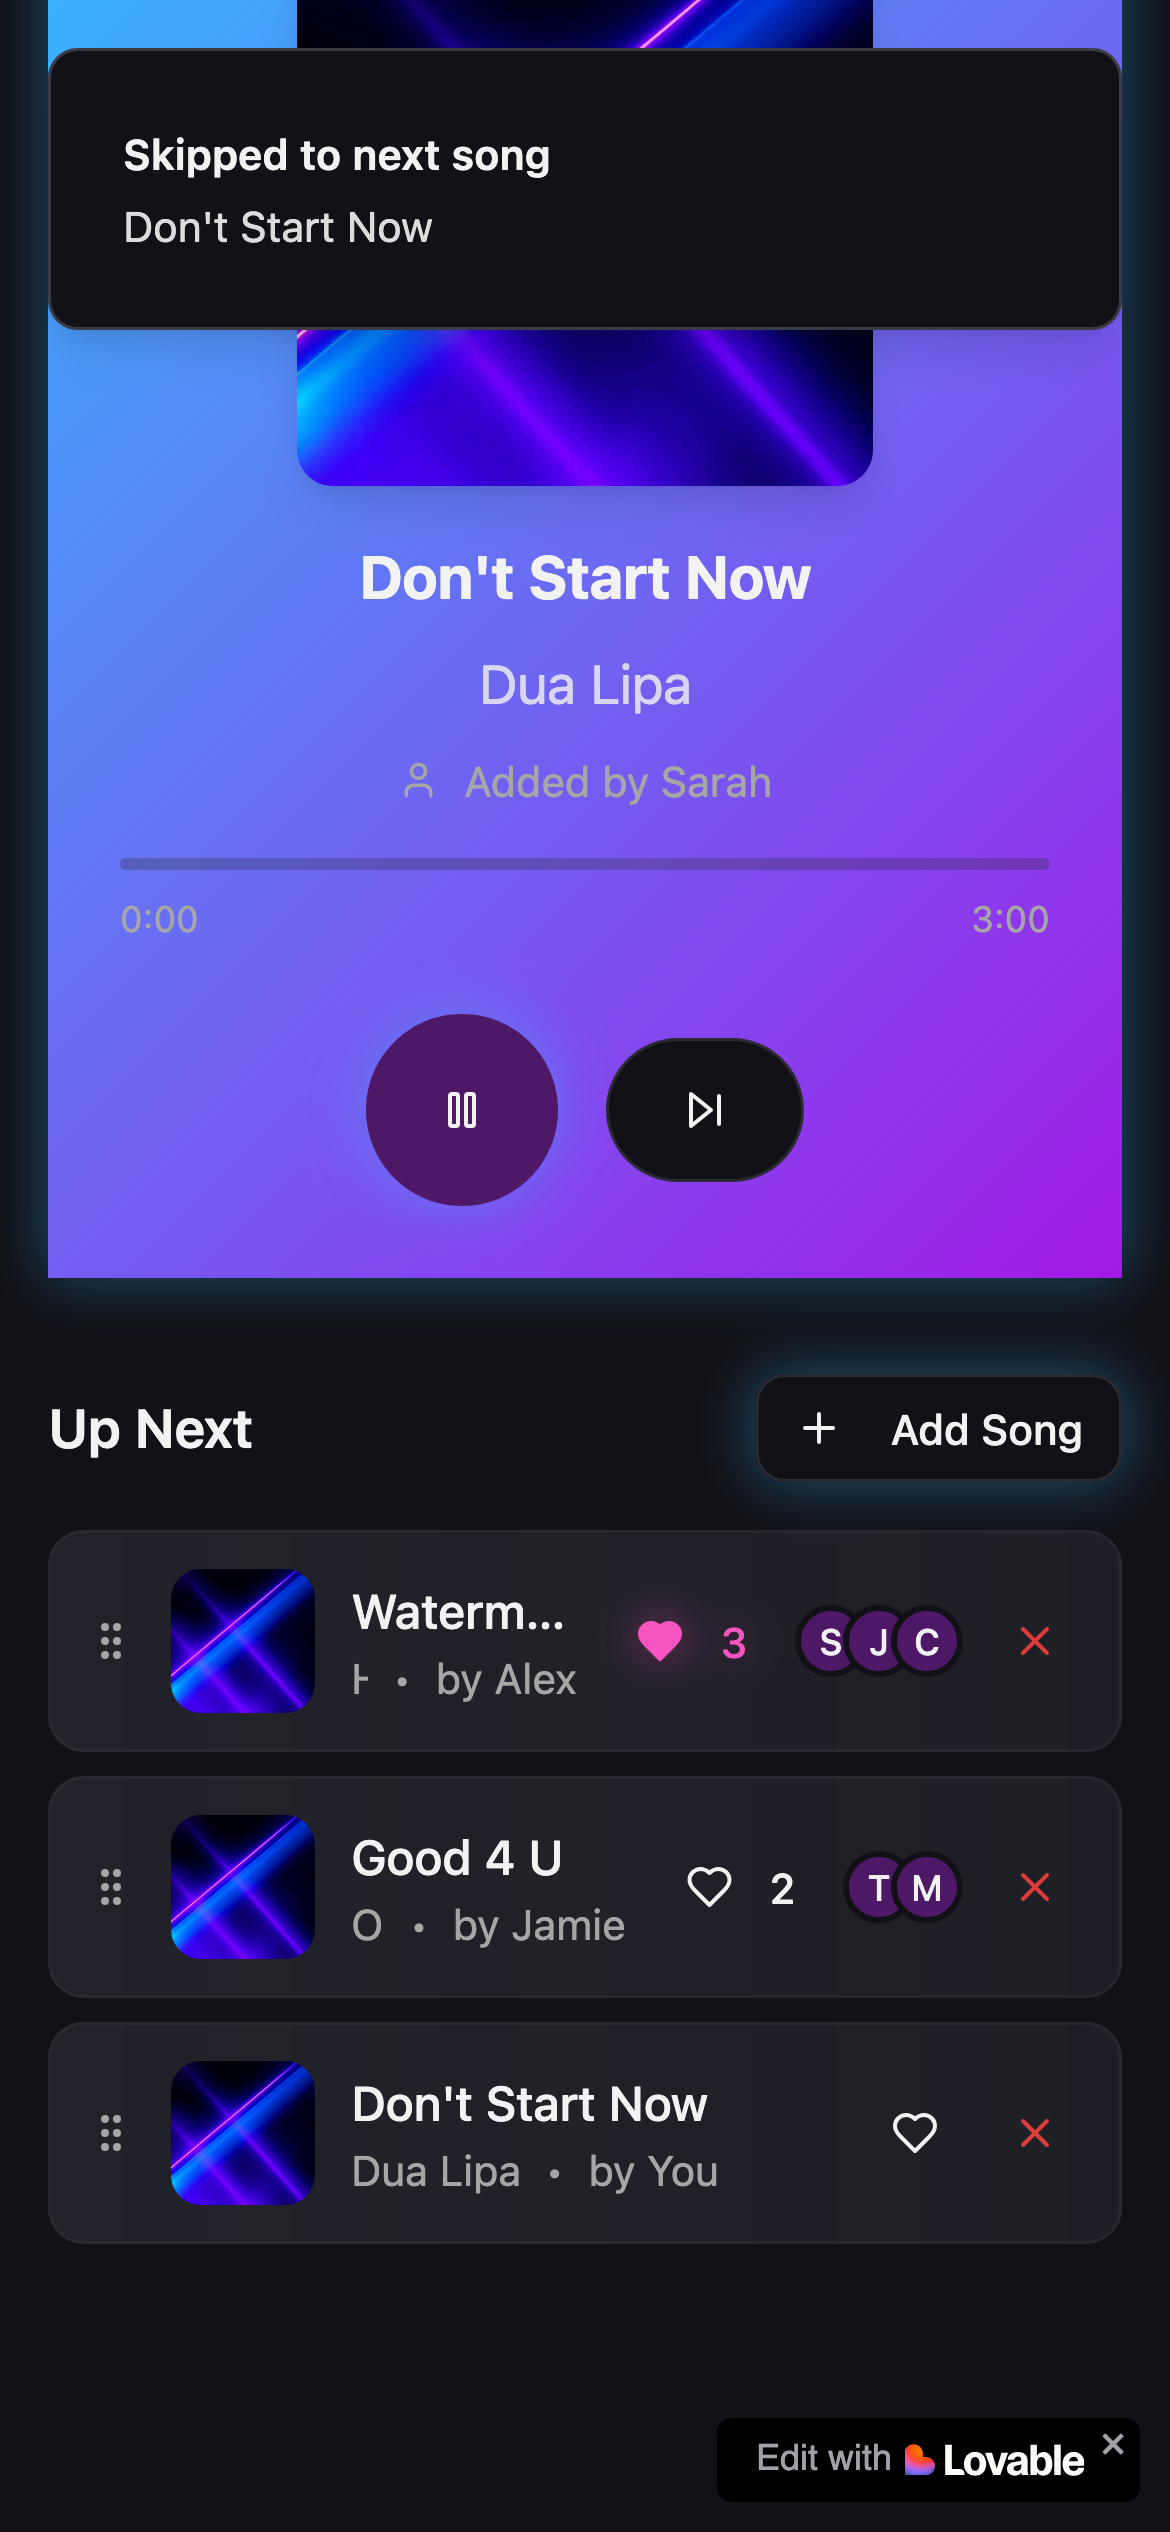 Skipped to next song
Don't Start Now
Don't Start Now
Dua Lipa
Added by Sarah
0:00 3:00
Up Next
+ Add Song
Waterm...
• by Alex
3
S J C
Good 4 U
O • by Jamie
2
T M
Don't Start Now
Dua Lipa • by You
Edit with Lovable